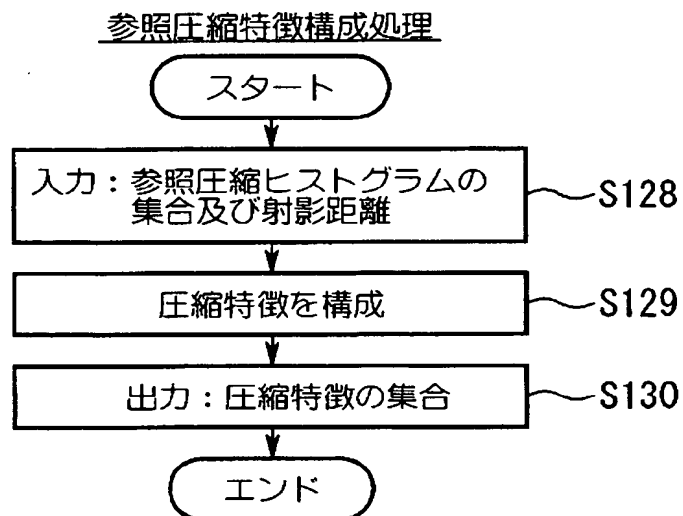 参照圧縮特徴構成処理
スタート
入力：参照圧縮ヒストグラムの
集合及び射影距離
S128
圧縮特徴を構成
S129
出力：圧縮特徴の集合
S130
エンド